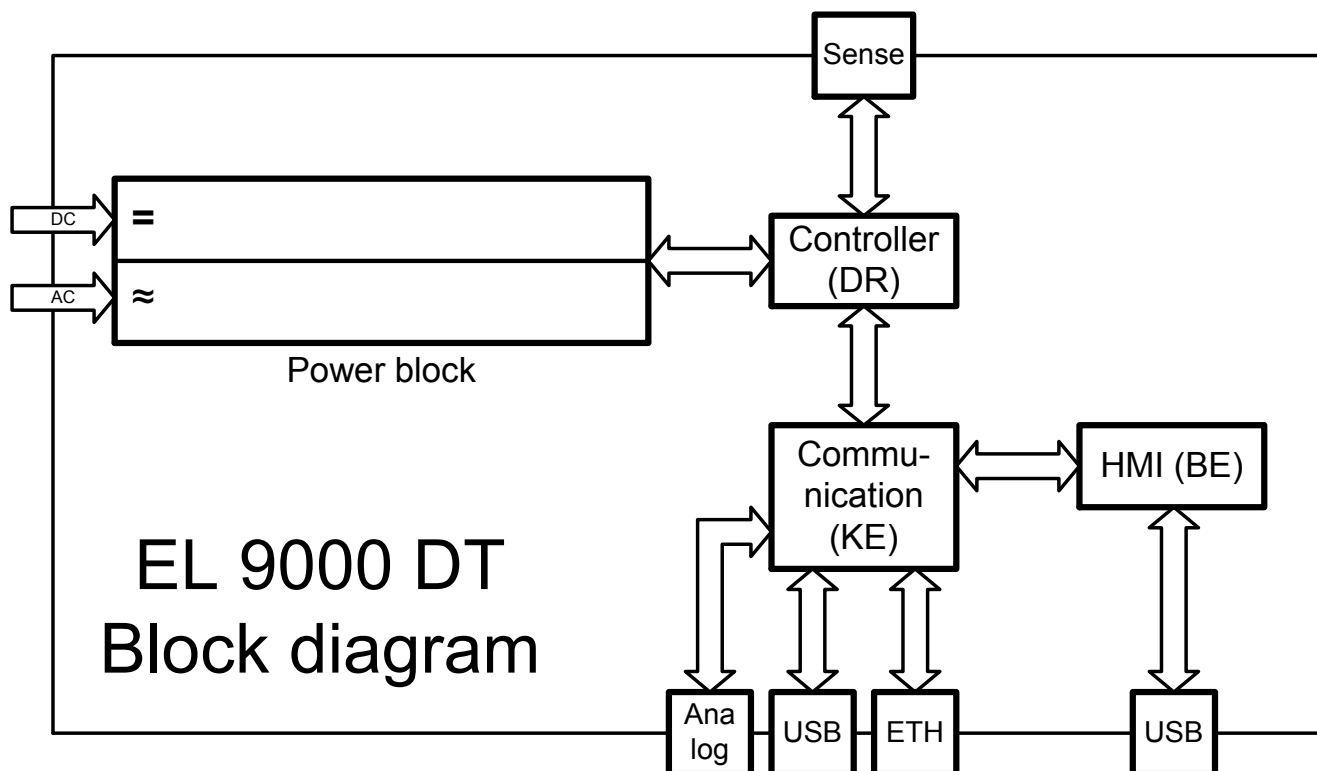 Sense
DC
=
Controller
(DR)
AC
≈
Power block
Commu-
nication
(KE)
HMI (BE)
EL 9000 DT
Block diagram
Ana
log
USB
ETH
USB